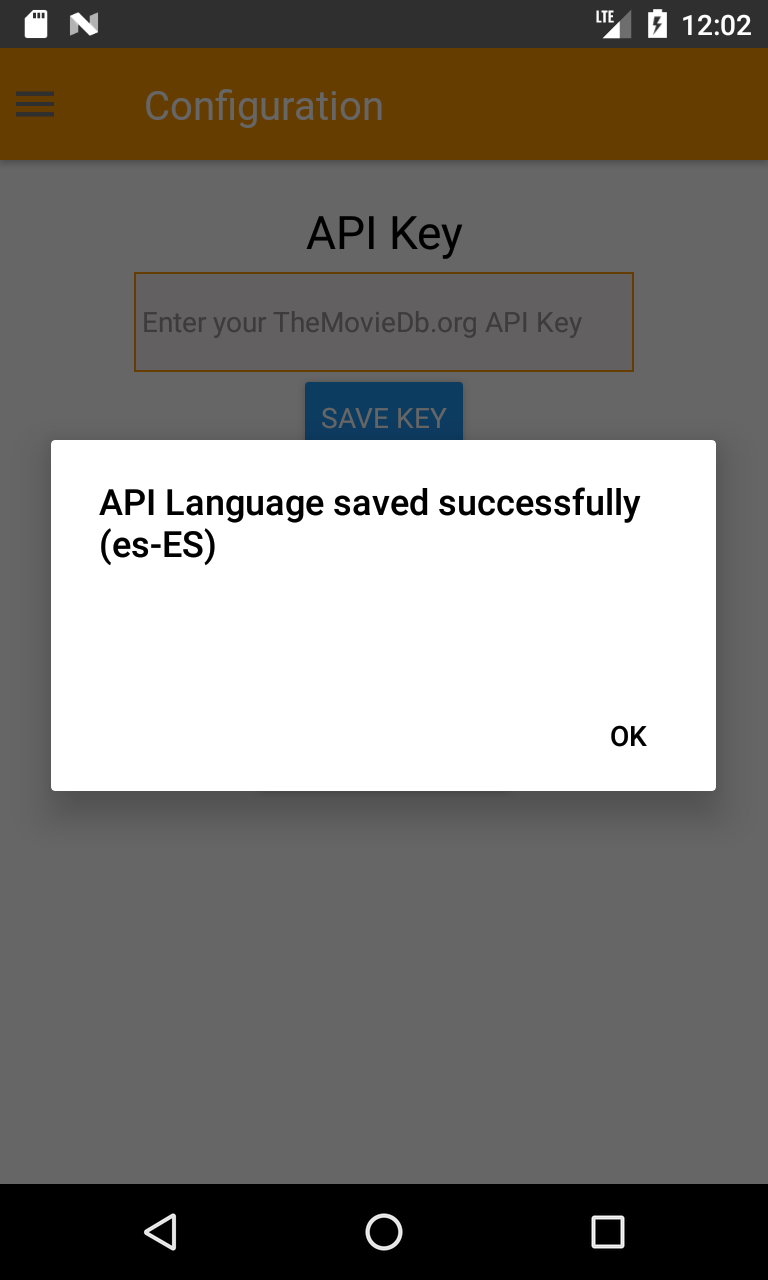 LTE 12:02
Configuration
API Key
Enter your TheMovieDb.org API Key
SAVE KEY
API Language saved successfully
(es-ES)
OK